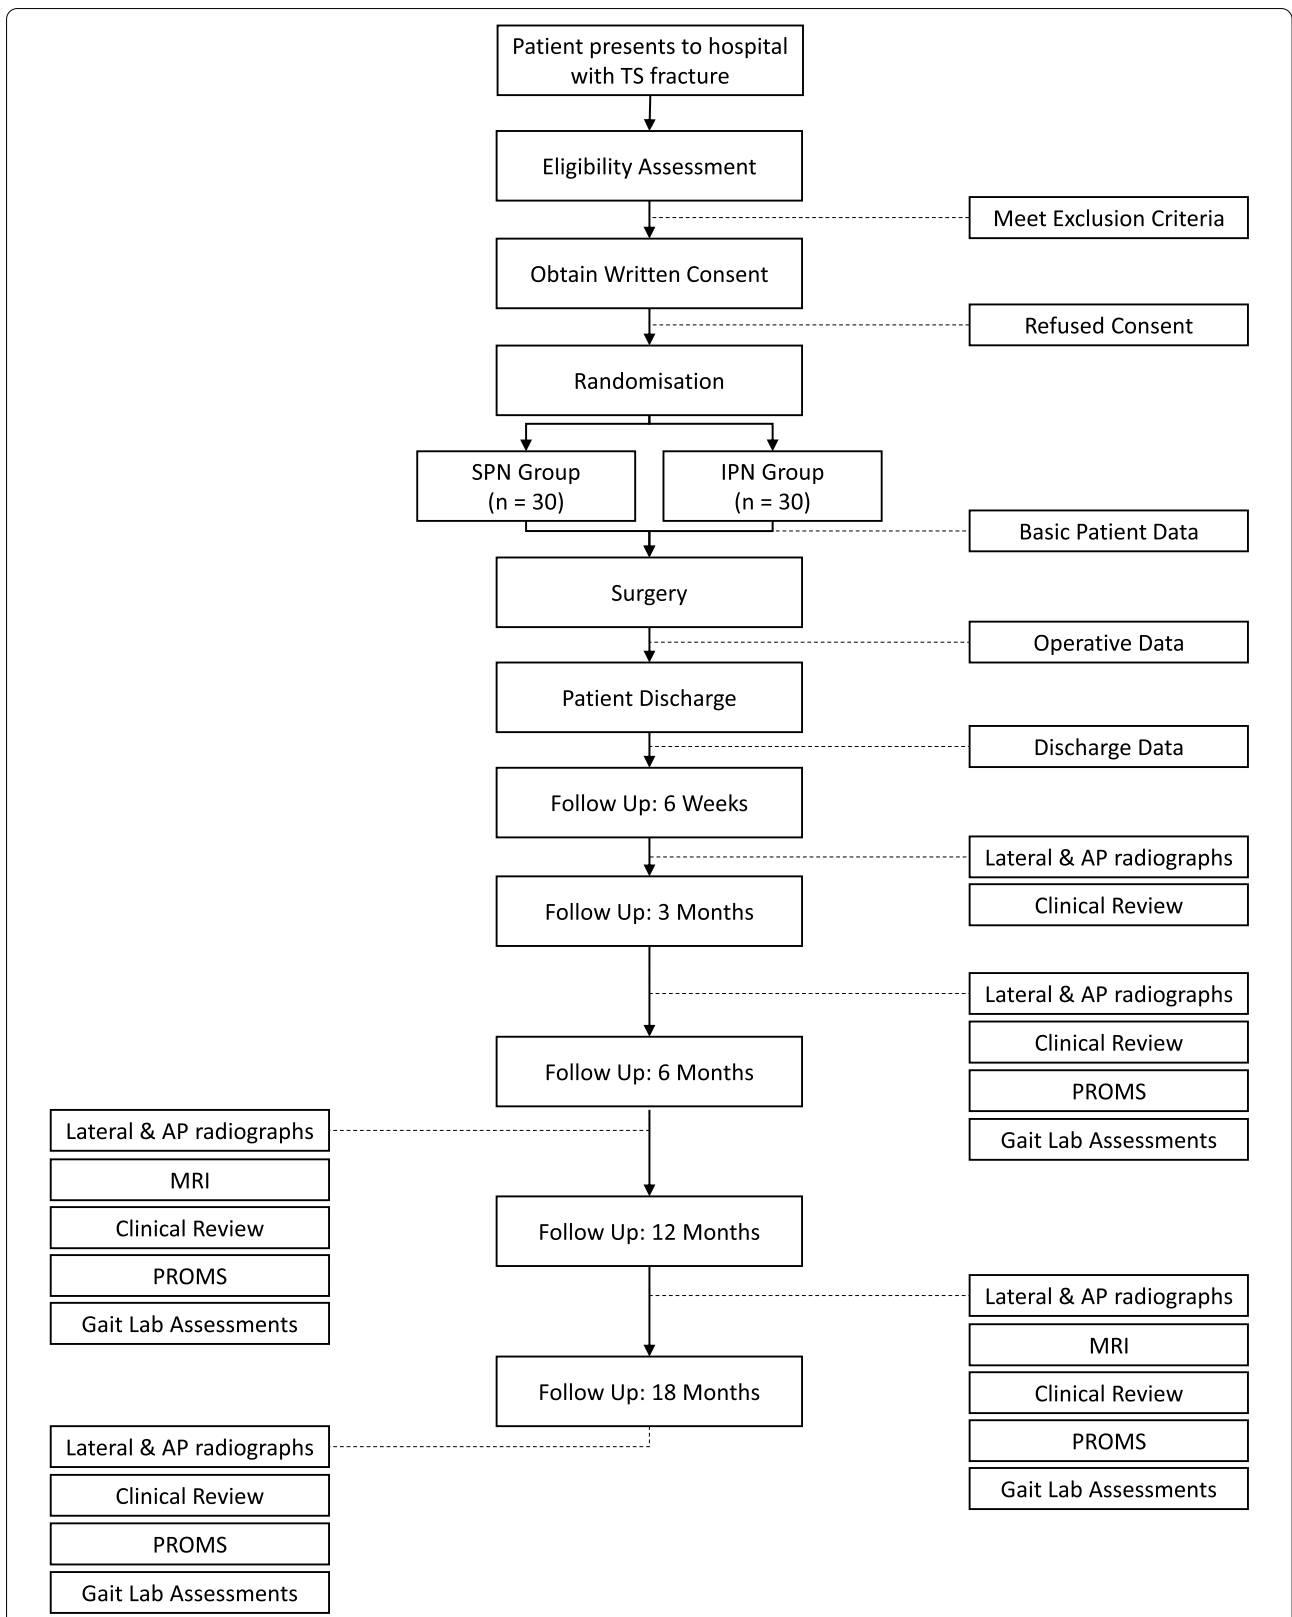 Patient presents to hospital
with TS fracture
Eligibility Assessment
Meet Exclusion Criteria
Obtain Written Consent
Refused Consent
Randomisation
SPN Group
(n = 30)
IPN Group
(n = 30)
Basic Patient Data
Surgery
Operative Data
Patient Discharge
Discharge Data
Follow Up: 6 Weeks
Lateral & AP radiographs
Clinical Review
Follow Up: 3 Months
Lateral & AP radiographs
Clinical Review
PROMS
Gait Lab Assessments
Follow Up: 6 Months
Lateral & AP radiographs
MRI
Clinical Review
PROMS
Gait Lab Assessments
Follow Up: 12 Months
Lateral & AP radiographs
MRI
Clinical Review
PROMS
Gait Lab Assessments
Follow Up: 18 Months
Lateral & AP radiographs
Clinical Review
PROMS
Gait Lab Assessments